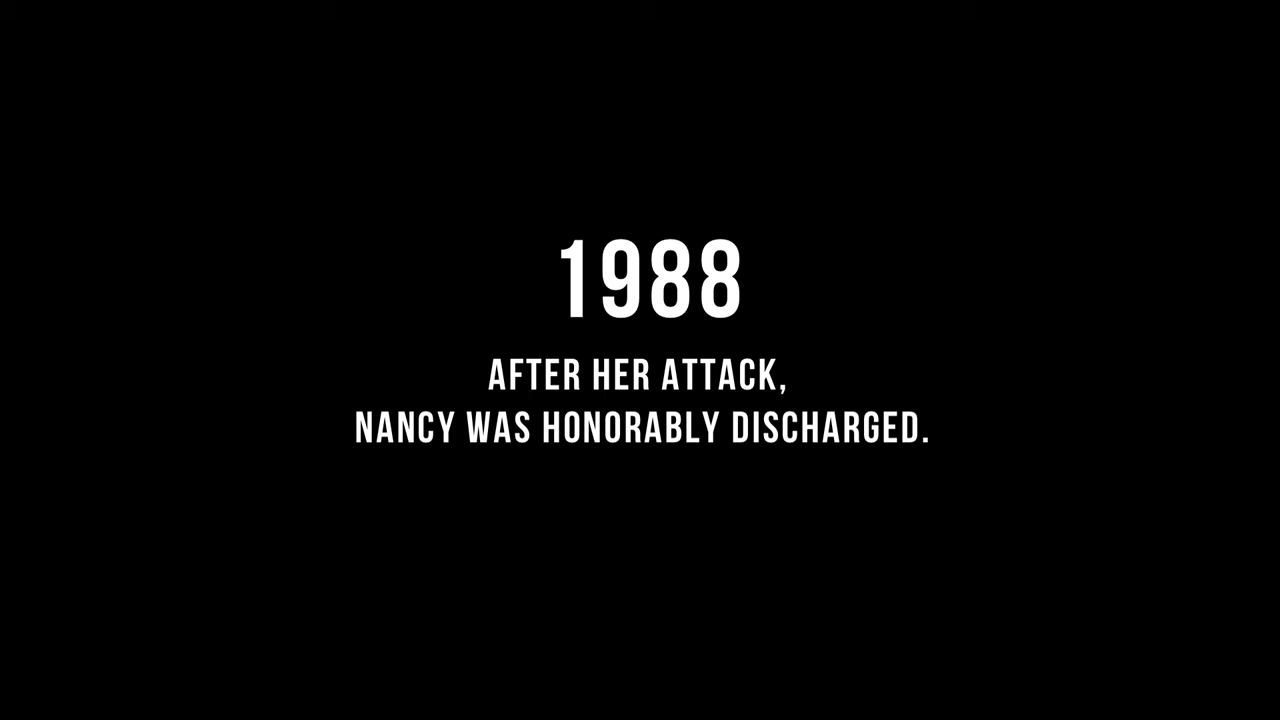 1988
AFTER HER ATTACK,
NANCY WAS HONORABLY DISCHARGED.